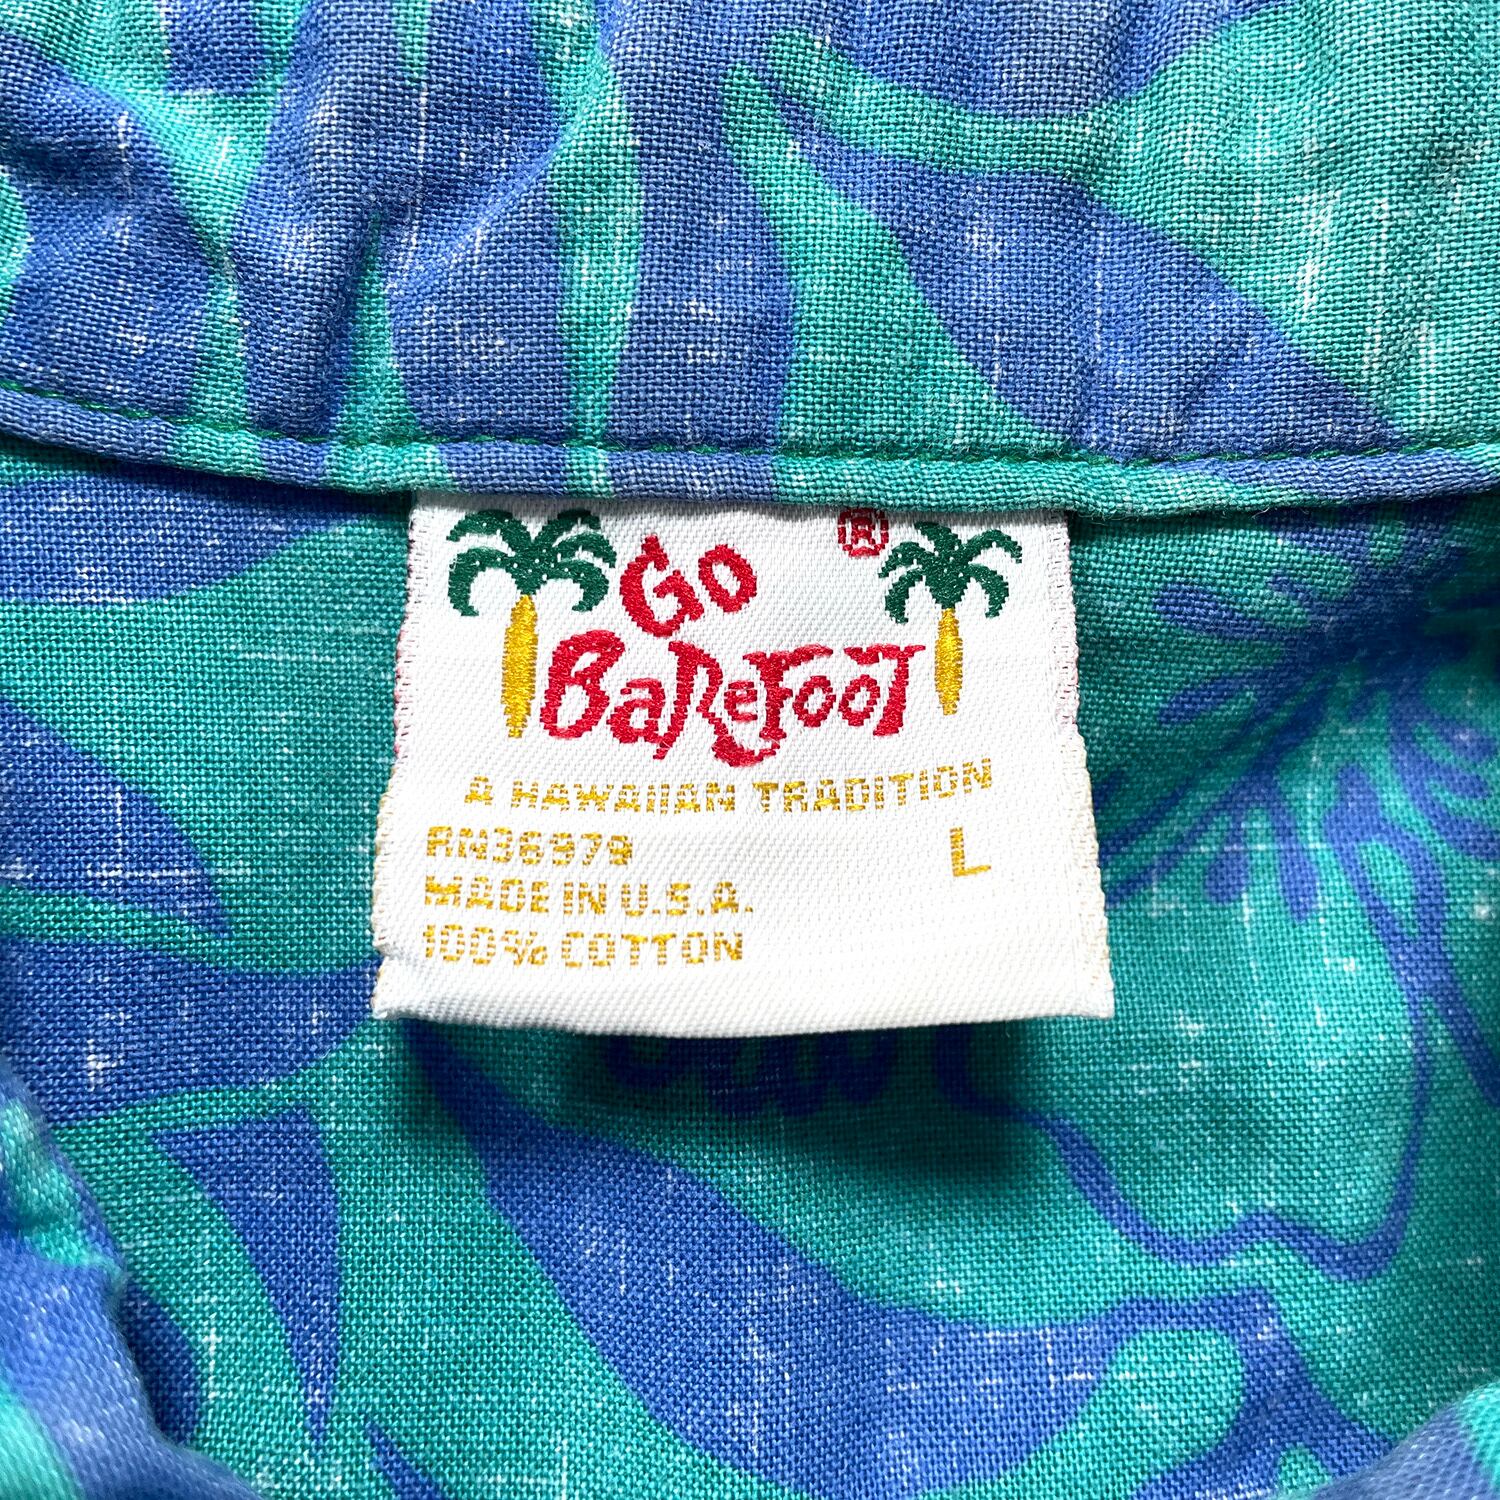 GO ®
BAREFOOT
A HAWAIIAN TRADITION
RN36979 L
MADE IN U.S.A.
100% COTTON